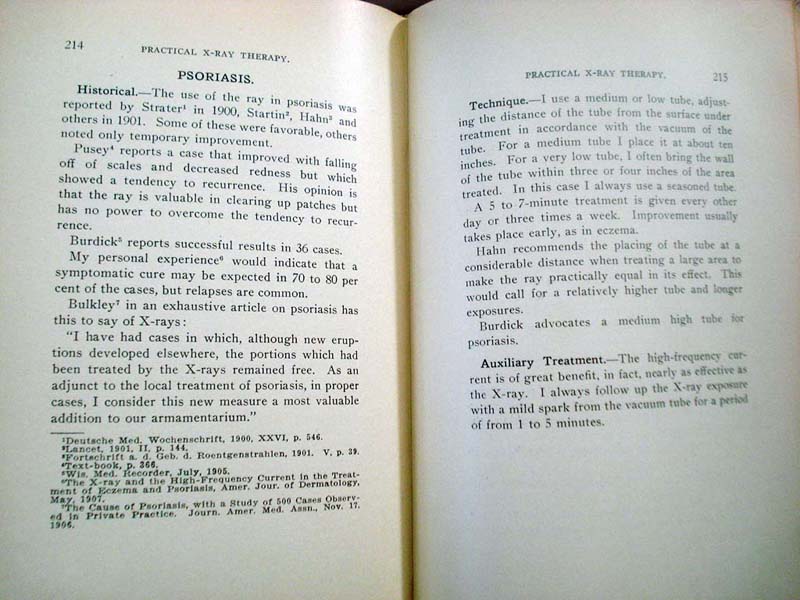 214
PRACTICAL X-RAY THERAPY.
PSORIASIS.
Historical.—The use of the ray in psoriasis was
reported by Strater¹ in 1900, Startin², Hahn³ and
others in 1901. Some of these were favorable, others
noted only temporary improvement.
Pusey⁴ reports a case that improved with falling
off of scales and decreased redness but which
showed a tendency to recurrence. His opinion is
that the ray is valuable in clearing up patches but
has no power to overcome the tendency to recur-
rence.
Burdick⁵ reports successful results in 36 cases.
My personal experience⁶ would indicate that a
symptomatic cure may be expected in 70 to 80 per
cent of the cases, but relapses are common.
Bulkley⁷ in an exhaustive article on psoriasis has
this to say of X-rays:
"I have had cases in which, although new erup-
tions developed elsewhere, the portions which had
been treated by the X-rays remained free. As an
adjunct to the local treatment of psoriasis, in proper
cases, I consider this new measure a most valuable
addition to our armamentarium."
¹Deutsche Med. Wochenschrift, 1900, XXVI, p. 546.
²Lancet, 1901, II, p. 144.
³Fortschrift a. d. Geb. d. Roentgenstrahlen, 1901. V, p. 39.
⁴Text-book, p. 366.
⁵Wis. Med. Recorder, July, 1905.
⁶The X-ray and the High-Frequency Current in the Treat-
ment of Eczema and Psoriasis, Amer. Jour. of Dermatology,
May, 1907.
⁷The Cause of Psoriasis, with a Study of 500 Cases Observ-
ed in Private Practice. Journ. Amer. Med. Assn., Nov. 17,
1906.
PRACTICAL X-RAY THERAPY.
215
Technique.—I use a medium or low tube, adjust-
ing the distance of the tube from the surface under
treatment in accordance with the vacuum of the
tube. For a medium tube I place it at about ten
inches. For a very low tube, I often bring the wall
of the tube within three or four inches of the area
treated. In this case I always use a seasoned tube.
A 5 to 7-minute treatment is given every other
day or three times a week. Improvement usually
takes place early, as in eczema.
Hahn recommends the placing of the tube at a
considerable distance when treating a large area to
make the ray practically equal in its effect. This
would call for a relatively higher tube and longer
exposures.
Burdick advocates a medium high tube for
psoriasis.
Auxiliary Treatment.—The high-frequency cur-
rent is of great benefit, in fact, nearly as effective as
the X-ray. I always follow up the X-ray exposure
with a mild spark from the vacuum tube for a period
of from 1 to 5 minutes.